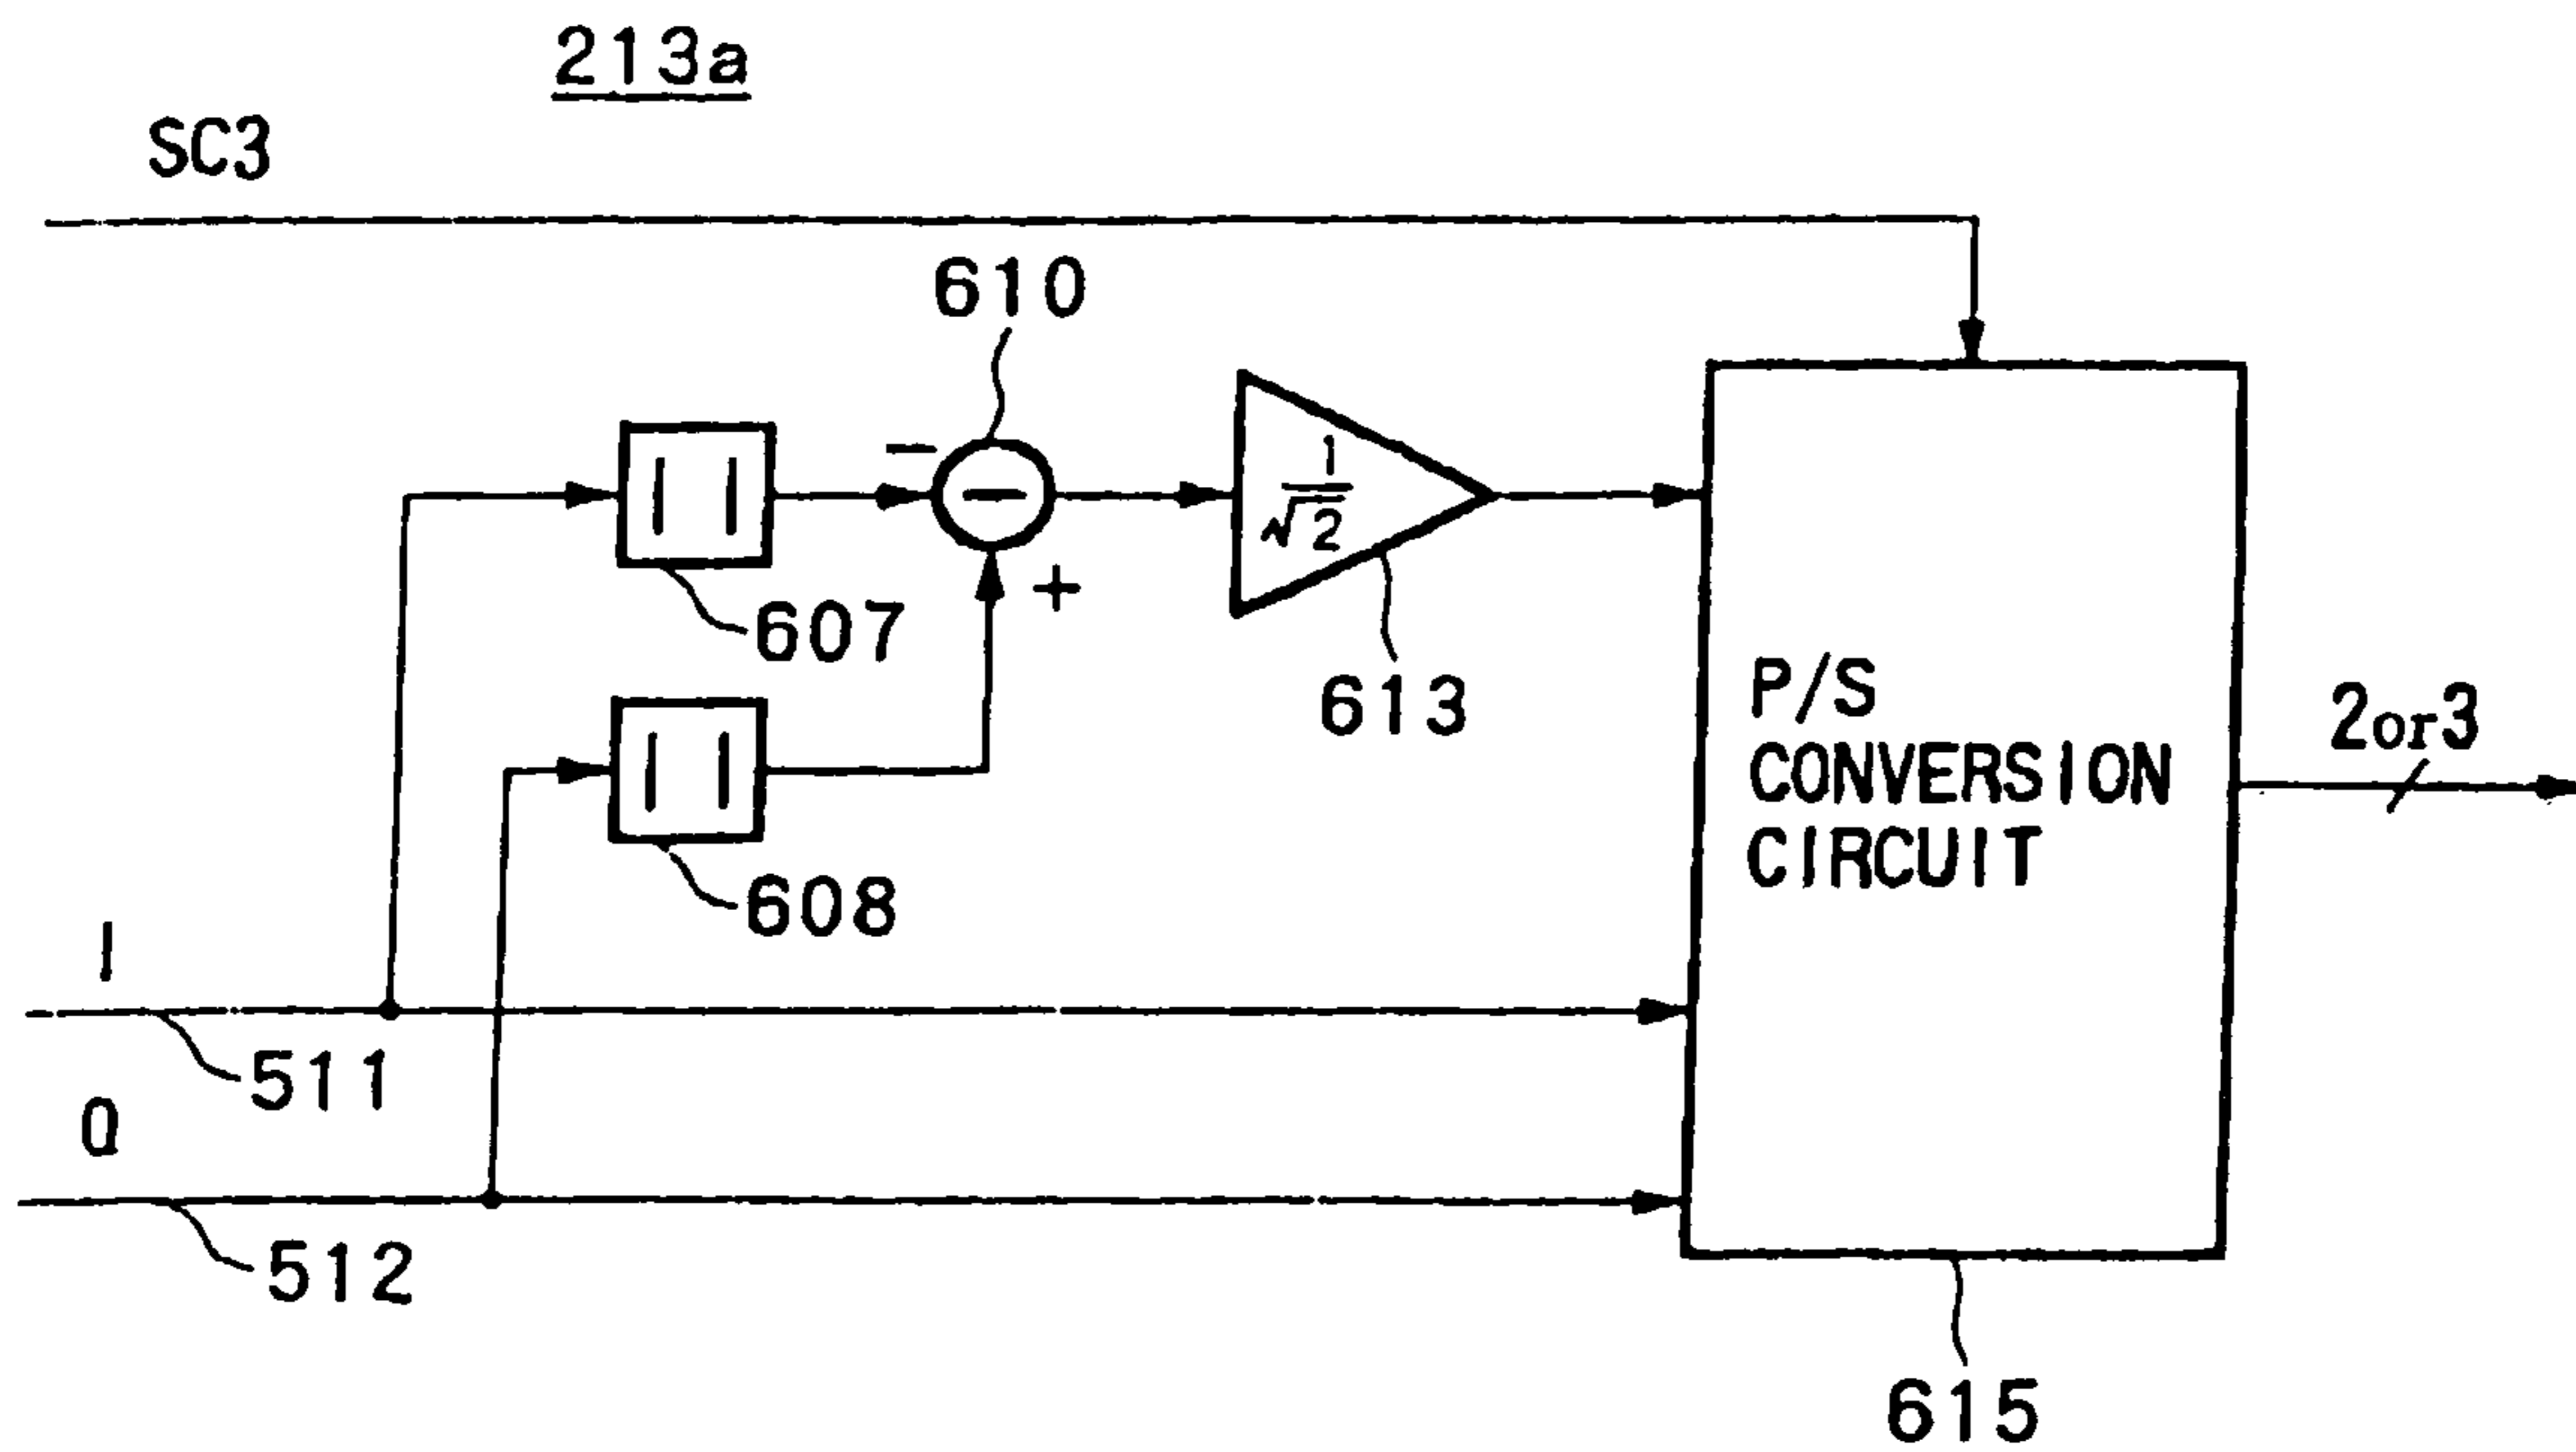 213a
SC3
610
−
1
√2
+
607
613
608
P/S
CONVERSION
CIRCUIT
2or3
I
511
Q
512
615